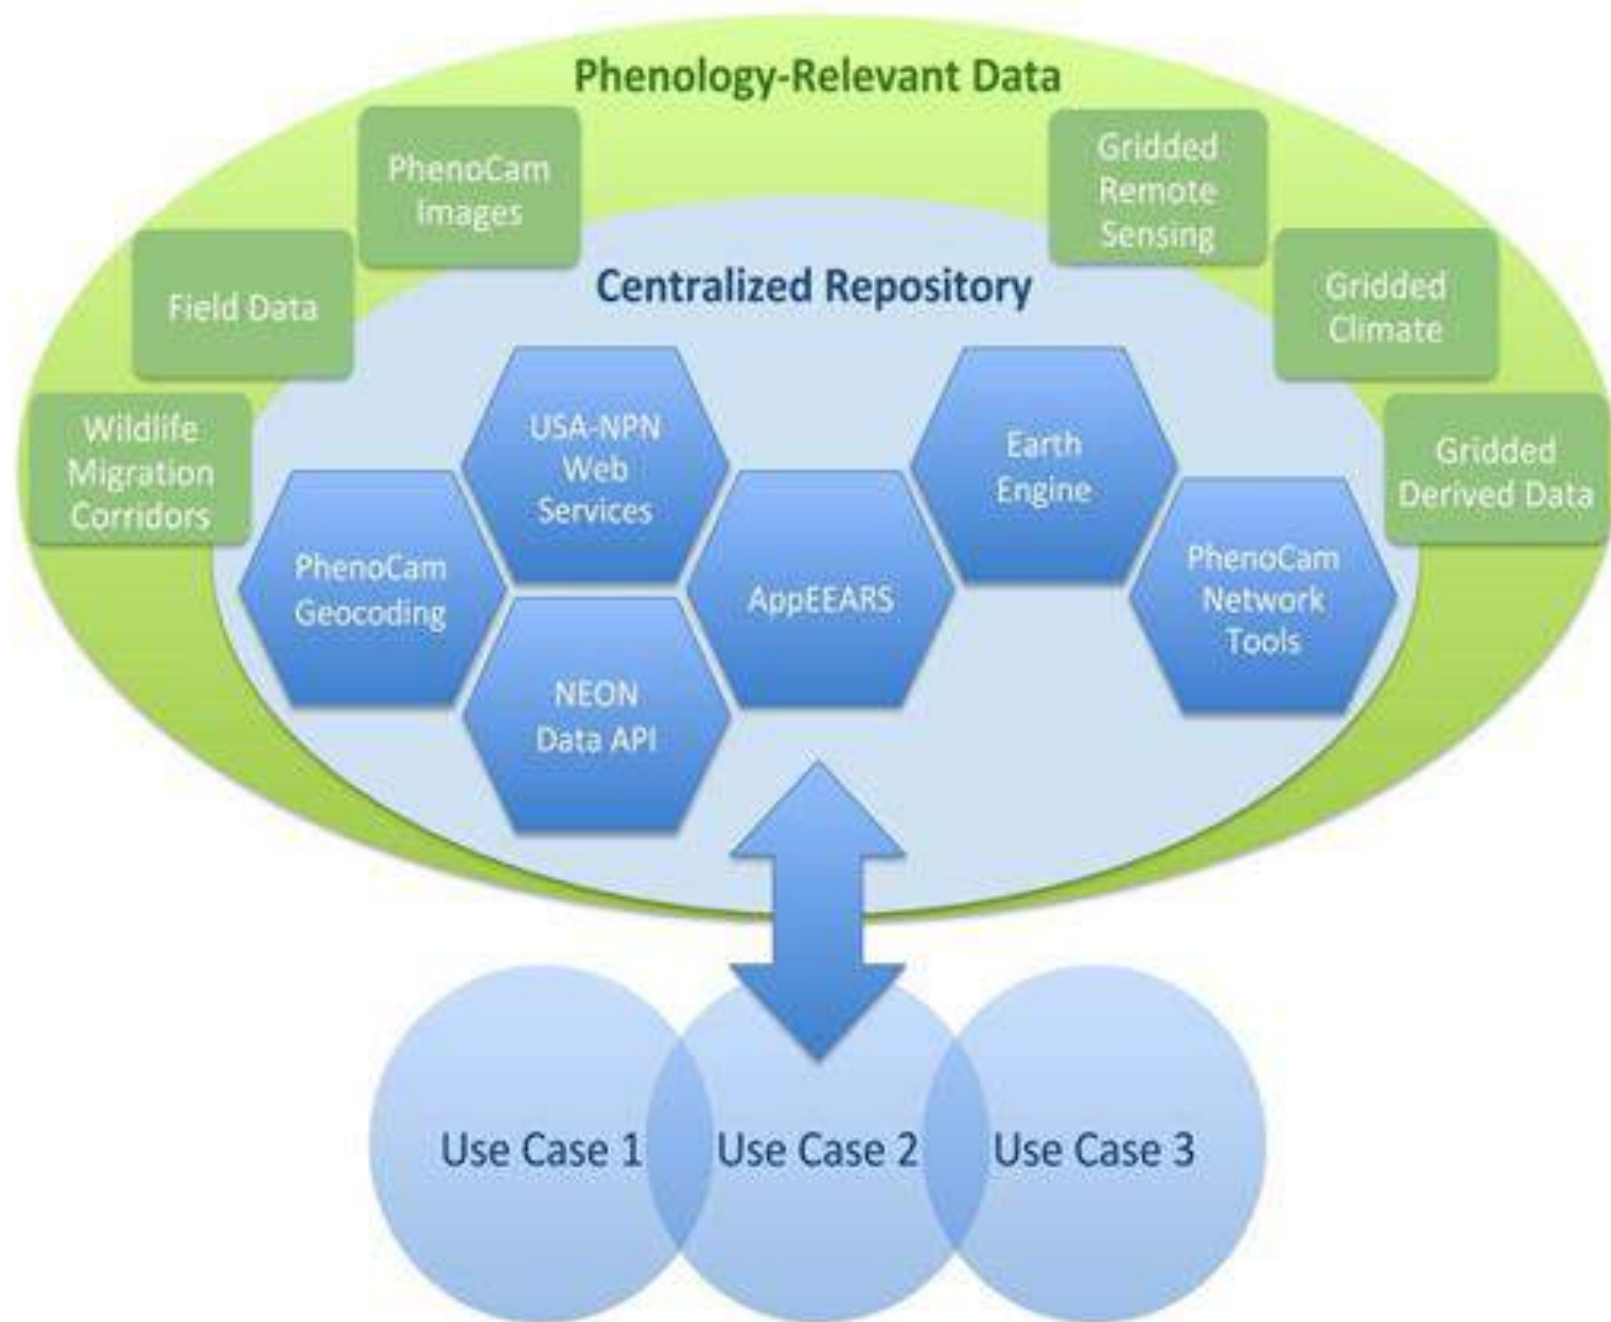 Phenology-Relevant Data
PhenoCam
Images
Gridded
Remote
Sensing
Field Data
Gridded
Climate
Wildlife
Migration
Corridors
Gridded
Derived Data
Centralized Repository
USA-NPN
Web
Services
Earth
Engine
PhenoCam
Geocoding
AppEEARS
PhenoCam
Network
Tools
NEON
Data API
Use Case 1
Use Case 2
Use Case 3